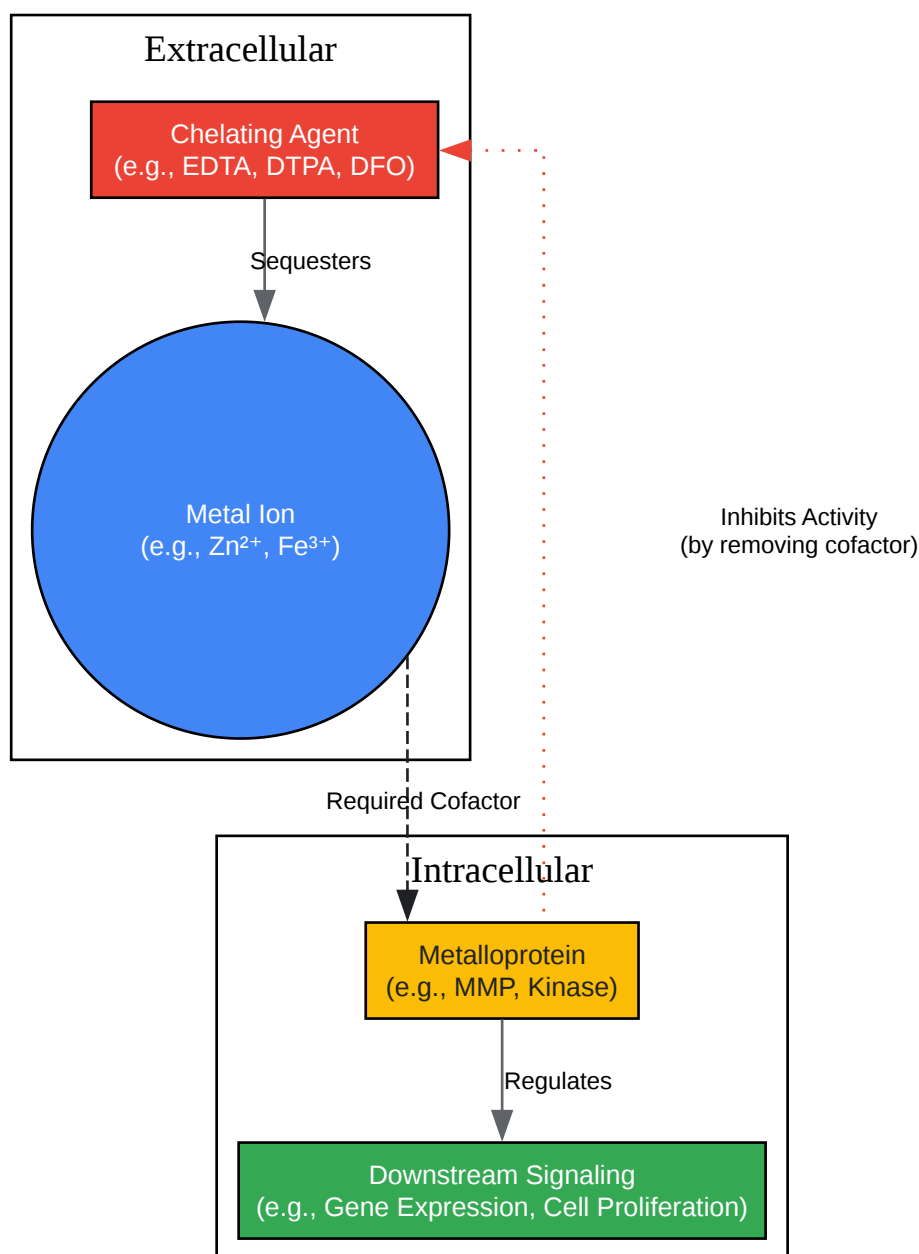 Extracellular
Chelating Agent
(e.g., EDTA, DTPA, DFO)
Sequesters
Metal Ion
(e.g., Zn²⁺, Fe³⁺)
Inhibits Activity
(by removing cofactor)
Required Cofactor
Intracellular
Metalloprotein
(e.g., MMP, Kinase)
Regulates
Downstream Signaling
(e.g., Gene Expression, Cell Proliferation)